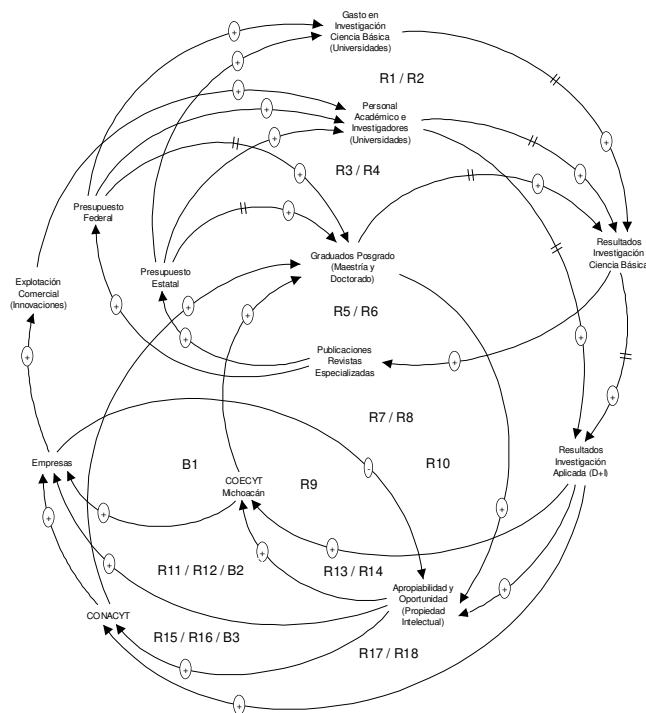 Gasto en
Investigación
Ciencia Básica
(Universidades)
R1 / R2
Personal
Académico e
Investigadores
(Universidades)
R3 / R4
Presupuesto
Federal
Graduados Posgrado
(Maestría y
Doctorado)
Resultados
Investigación
Ciencia Básica
Presupuesto
Estatal
Explotación
Comercial
(Innovaciones)
R5 / R6
Publicaciones
Revistas
Especializadas
R7 / R8
Empresas
B1
COECYT
Michoacán
R9
R10
Resultados
Investigación
Aplicada (D+I)
R11 / R12 / B2
R13 / R14
Apropiabilidad y
Oportunidad
(Propiedad
Intelectual)
CONACYT
R15 / R16 / B3
R17 / R18